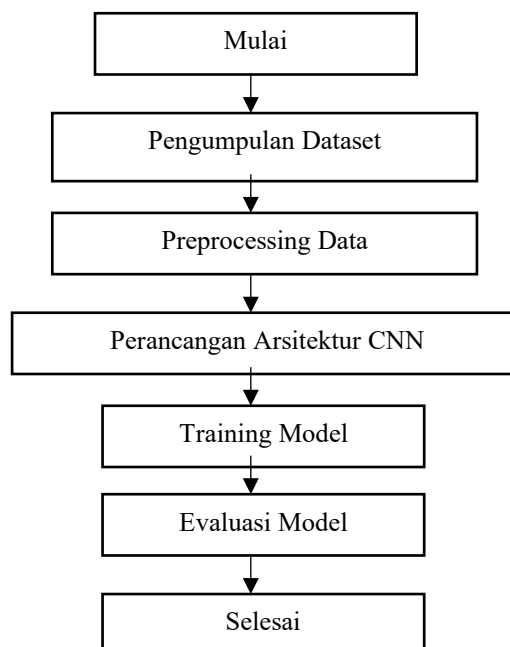 Mulai
Pengumpulan Dataset
Preprocessing Data
Perancangan Arsitektur CNN
Training Model
Evaluasi Model
Selesai